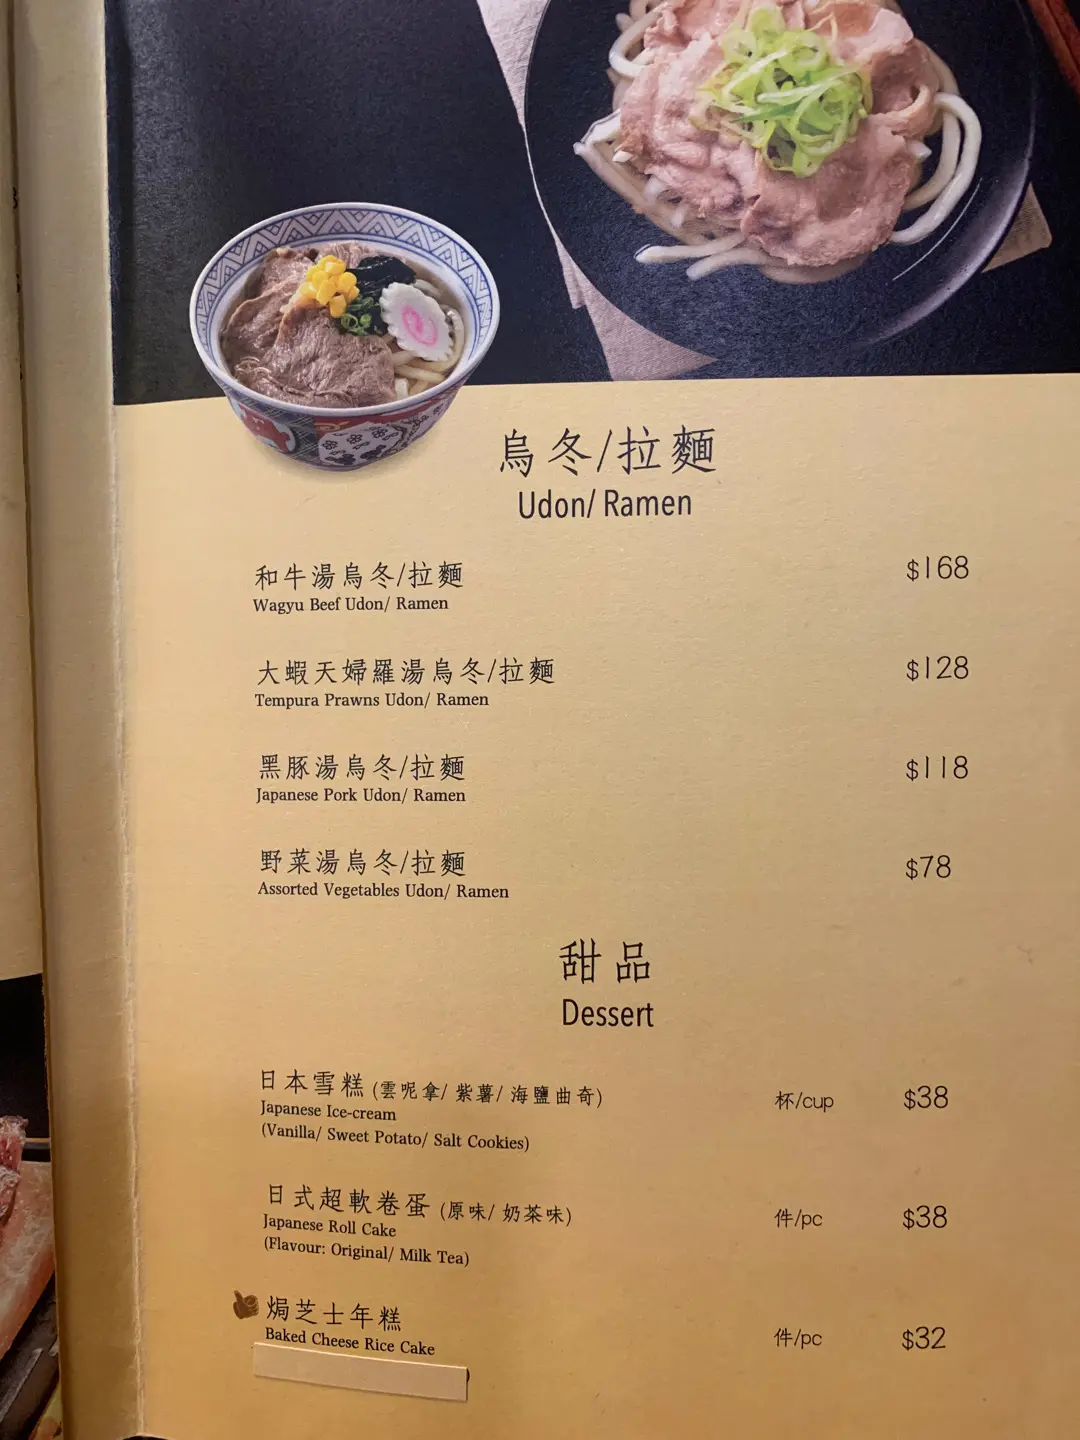 烏冬/拉麵
Udon/ Ramen
和牛湯烏冬/拉麵 $168
Wagyu Beef Udon/ Ramen
大蝦天婦羅湯烏冬/拉麵 $128
Tempura Prawns Udon/ Ramen
黑豚湯烏冬/拉麵 $118
Japanese Pork Udon/ Ramen
野菜湯烏冬/拉麵 $78
Assorted Vegetables Udon/ Ramen
甜品
Dessert
日本雪糕 (雲呢拿/ 紫薯/ 海鹽曲奇) 杯/cup $38
Japanese Ice-cream
(Vanilla/ Sweet Potato/ Salt Cookies)
日式超軟卷蛋 (原味/ 奶茶味) 件/pc $38
Japanese Roll Cake
(Flavour: Original/ Milk Tea)
焗芝士年糕 件/pc $32
Baked Cheese Rice Cake